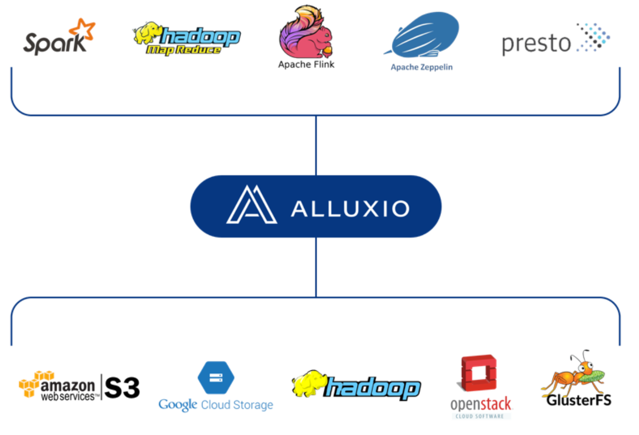 Spark
hadoop
Map Reduce
Apache Flink
Apache Zeppelin
presto
ALLUXIO
amazon
web services™
S3
Google Cloud Storage
hadoop
openstack
CLOUD SOFTWARE
GlusterFS